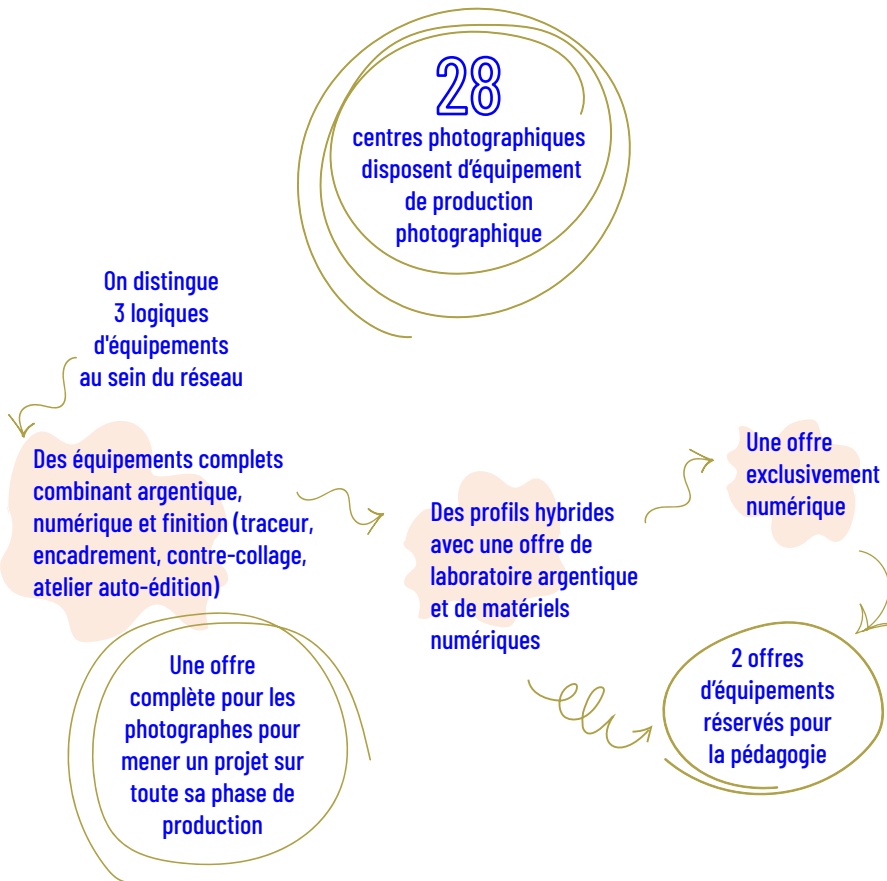 28
centres photographiques
disposent d’équipement
de production
photographique
On distingue
3 logiques
d'équipements
au sein du réseau
Des équipements complets
combinant argentique,
numérique et finition (traceur,
encadrement, contre-collage,
atelier auto-édition)
Des profils hybrides
avec une offre de
laboratoire argentique
et de matériels
numériques
Une offre
exclusivement
numérique
Une offre
complète pour les
photographes pour
mener un projet sur
toute sa phase de
production
2 offres
d’équipements
réservés pour
la pédagogie